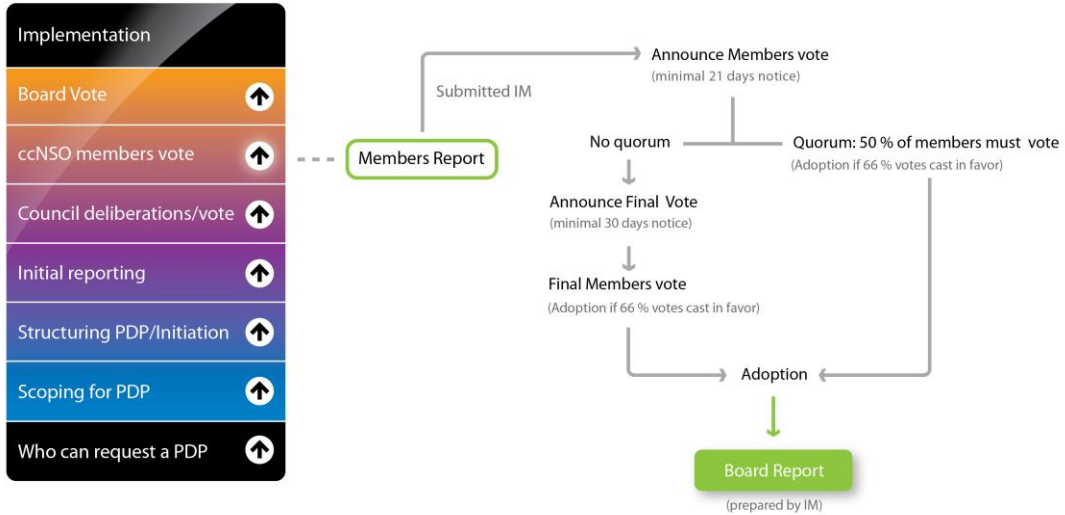 Implementation
Board Vote
ccNSO members vote
Council deliberations/vote
Initial reporting
Structuring PDP/Initiation
Scoping for PDP
Who can request a PDP
Members Report
Submitted IM
Announce Members vote
(minimal 21 days notice)
No quorum
Quorum: 50 % of members must vote
(Adoption if 66 % votes cast in favor)
Announce Final Vote
(minimal 30 days notice)
Final Members vote
(Adoption if 66 % votes cast in favor)
Adoption
Board Report
(prepared by IM)